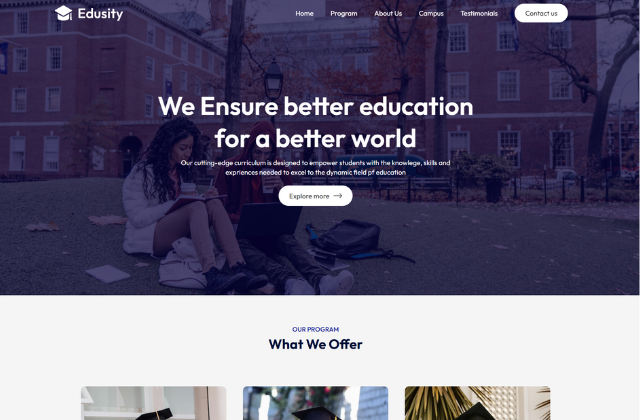 Edusity
Home Program About Us Campus Testimonials Contact us
We Ensure better education
for a better world
Our cutting-edge curriculum is designed to empower students with the knowlege, skills and
expriences needed to excel to the dynamic field pf education
Explore more
OUR PROGRAM
What We Offer